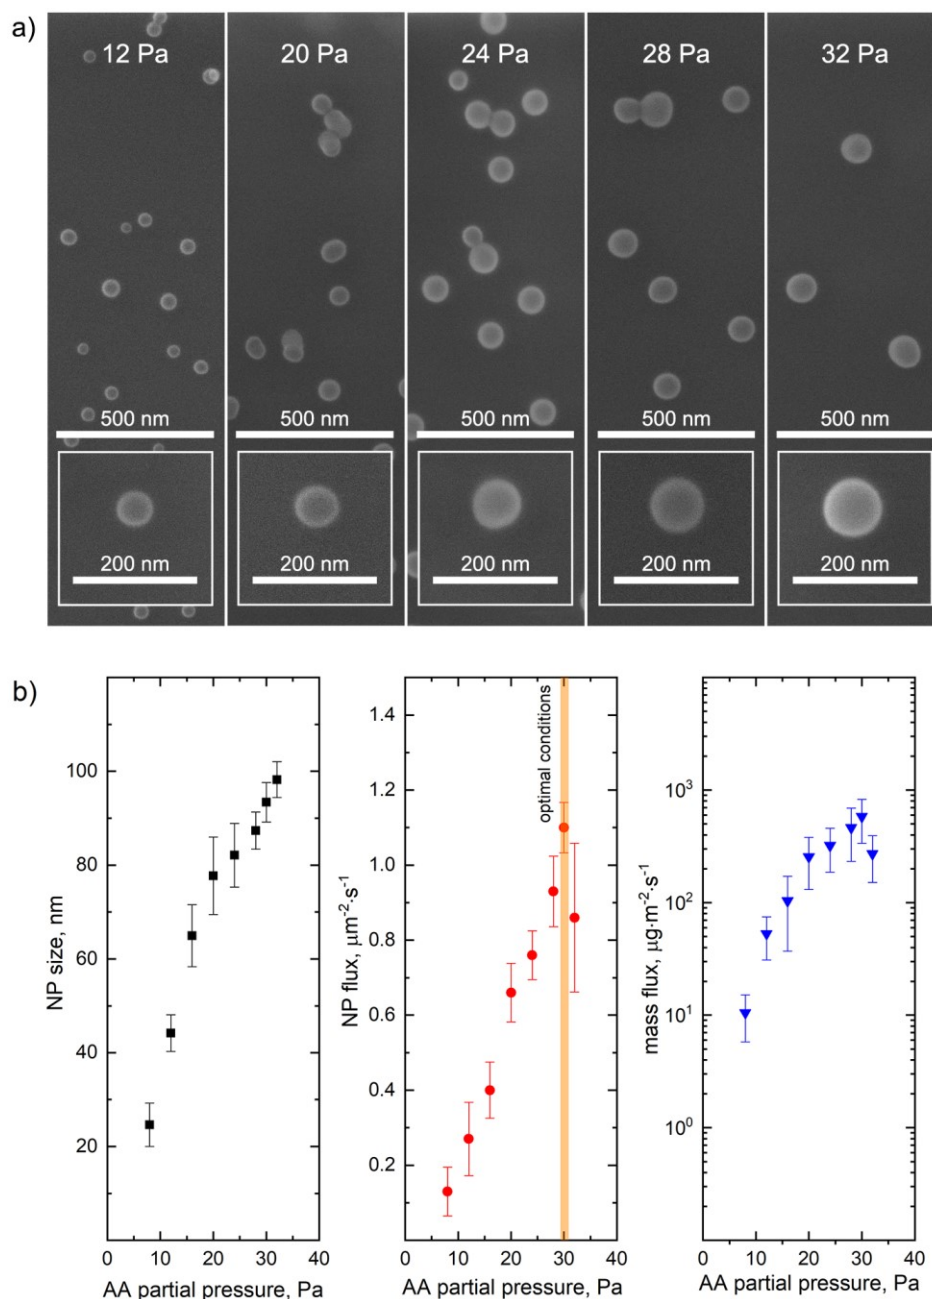 a)
12 Pa
20 Pa
24 Pa
28 Pa
32 Pa
500 nm
500 nm
500 nm
500 nm
500 nm
200 nm
200 nm
200 nm
200 nm
200 nm
b)
NP size, nm
100
80
60
40
20
0 10 20 30 40
AA partial pressure, Pa
NP flux, μm⁻²·s⁻¹
1.4
1.2
1.0
0.8
0.6
0.4
0.2
optimal conditions
0 10 20 30 40
AA partial pressure, Pa
mass flux, μg·m⁻²·s⁻¹
10³
10²
10¹
10⁰
0 10 20 30 40
AA partial pressure, Pa